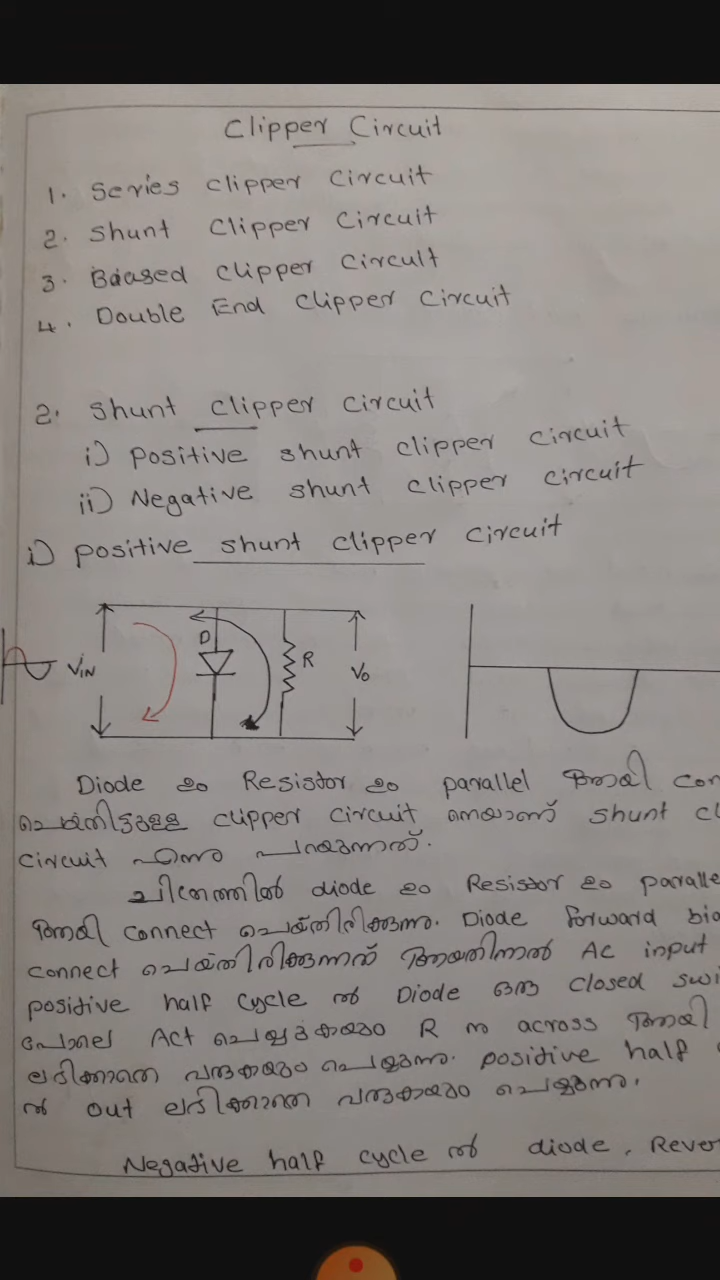 Clipper Circuit
1. Series clipper Circuit
2. Shunt Clipper Circuit
3. Biased Clipper Circuit
4. Double End Clipper Circuit
2. Shunt clipper circuit
i) positive shunt clipper circuit
ii) Negative shunt clipper circuit
i) positive shunt clipper circuit
VIN D R Vo
Diode ഉം Resistor ഉം parallel ആയി
ചെയ്തിട്ടുള്ള clipper circuit നെയാണ് shunt
circuit എന്നു പറയുന്നത്.
ചിത്രത്തിൽ diode ഉം Resistor ഉം
ആയി connect ചെയ്തിരിക്കുന്നു. Diode forward
connect ചെയ്തിരിക്കുന്നത് ആയതിനാൽ AC input
positive half cycle ൽ Diode ഒരു closed
പോലെ Act ചെയ്യുകയും R ന across ആയി
ലഭിക്കാതെ വരുകയും ചെയ്യുന്നു. positive half
ൽ out ലഭിക്കാതെ വരുകയും ചെയ്യുന്നു.
Negative half cycle ൽ diode,